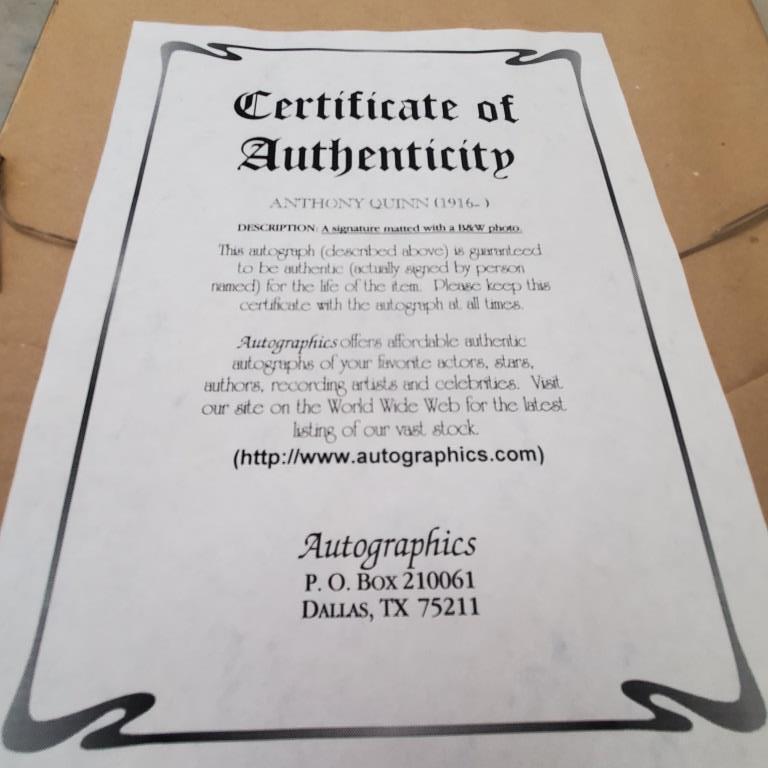 Certificate of
Authenticity
ANTHONY QUINN (1916- )
DESCRIPTION: A signature matted with a B&W photo.
This autograph (described above) is guaranteed
to be authentic (actually signed by person
named) for the life of the item. Please keep this
certificate with the autograph at all times.
Autographics offers affordable authentic
autographs of your favorite actors, stars,
authors, recording artists and celebrities. Visit
our site on the World Wide Web for the latest
listing of our vast stock.
(http://www.autographics.com)
Autographics
P. O. BOX 210061
DALLAS, TX 75211